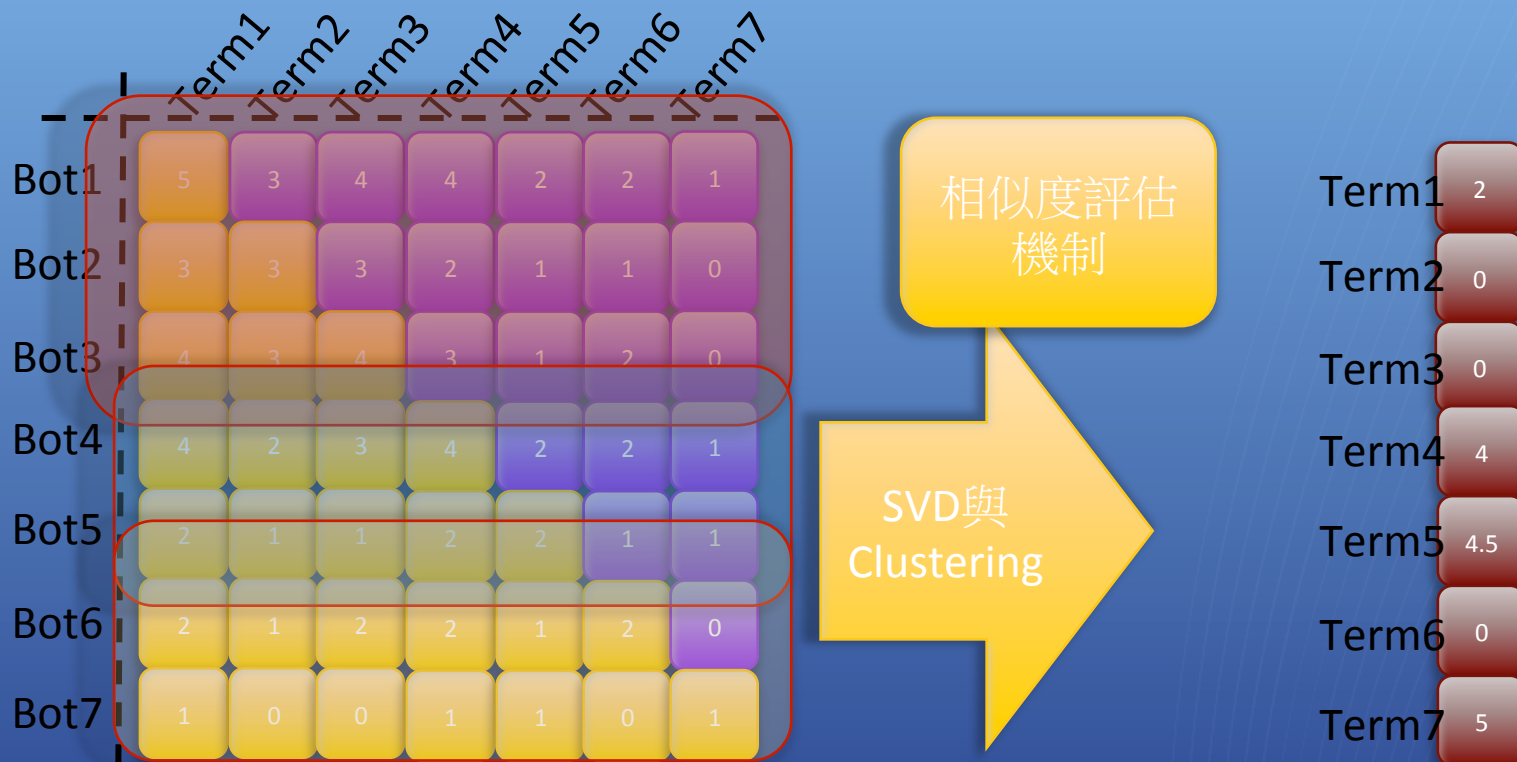 Term1 Term2 Term3 Term4 Term5 Term6 Term7
Bot1 5 3 4 4 2 2 1
Bot2 3 3 3 2 1 1 0
Bot3 4 3 4 3 1 2 0
Bot4 4 2 3 4 2 2 1
Bot5 2 1 1 2 2 1 1
Bot6 2 1 2 2 1 2 0
Bot7 1 0 0 1 1 0 1
相似度評估
機制
SVD與
Clustering
Term1 2
Term2 0
Term3 0
Term4 4
Term5 4.5
Term6 0
Term7 5